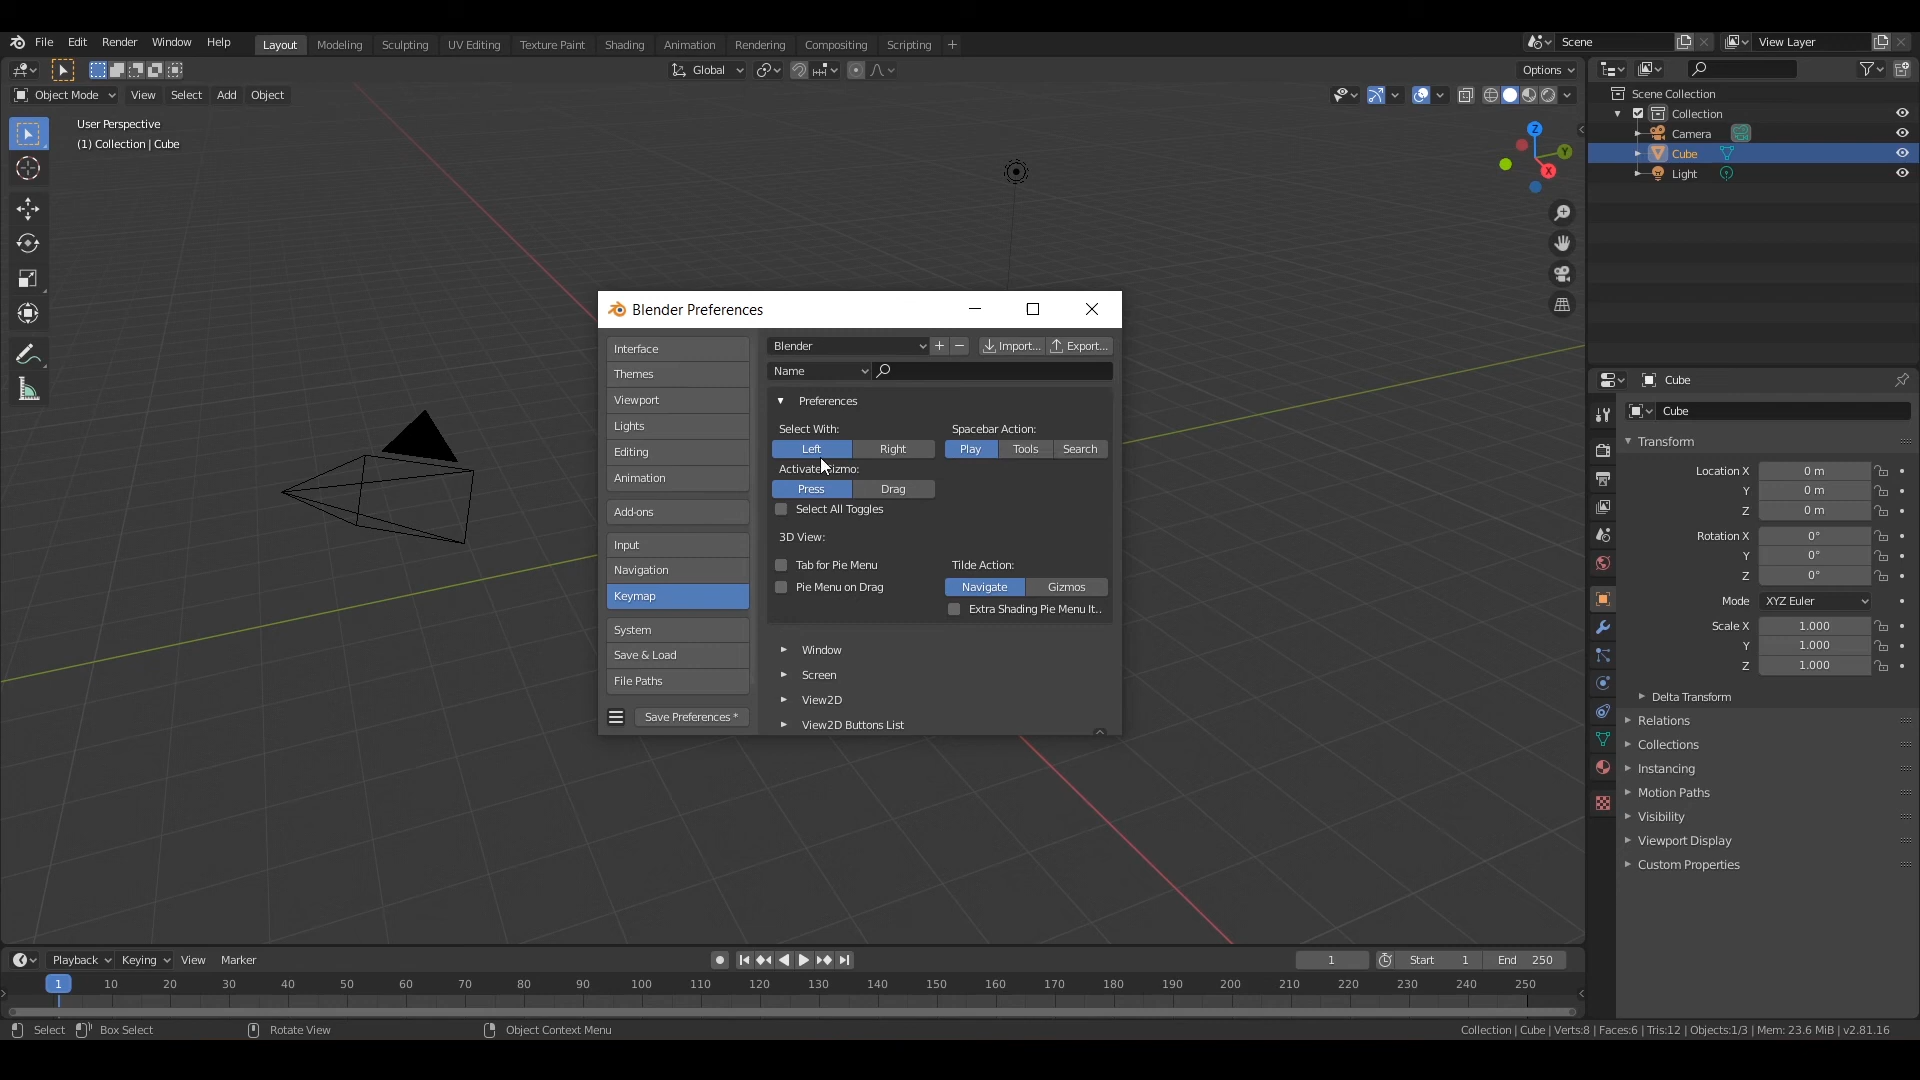 File Edit Render Window Help Layout Modeling Sculpting UV Editing Texture Paint Shading Animation Rendering Compositing Scripting + Scene View Layer
Global Options
Object Mode View Select Add Object
User Perspective
(1) Collection | Cube
Z
Y
X
Scene Collection
Collection
Camera
Cube
Light
Blender Preferences
Interface
Themes
Viewport
Lights
Editing
Animation
Add-ons
Input
Navigation
Keymap
System
Save & Load
File Paths
Save Preferences *
Blender Import... Export...
Name
Preferences
Select With: Spacebar Action:
Left Right Play Tools Search
Activate Gizmo:
Press Drag
Select All Toggles
3D View:
Tab for Pie Menu Tilde Action:
Pie Menu on Drag Navigate Gizmos
Extra Shading Pie Menu It..
Window
Screen
View2D
View2D Buttons List
Cube
Cube
Transform
Location X 0 m
Y 0 m
Z 0 m
Rotation X 0°
Y 0°
Z 0°
Mode XYZ Euler
Scale X 1.000
Y 1.000
Z 1.000
Delta Transform
Relations
Collections
Instancing
Motion Paths
Visibility
Viewport Display
Custom Properties
Playback Keying View Marker 1 Start 1 End 250
1 10 20 30 40 50 60 70 80 90 100 110 120 130 140 150 160 170 180 190 200 210 220 230 240 250
Select Box Select Rotate View Object Context Menu Collection | Cube | Verts:8 | Faces:6 | Tris:12 | Objects:1/3 | Mem: 23.6 MiB | v2.81.16